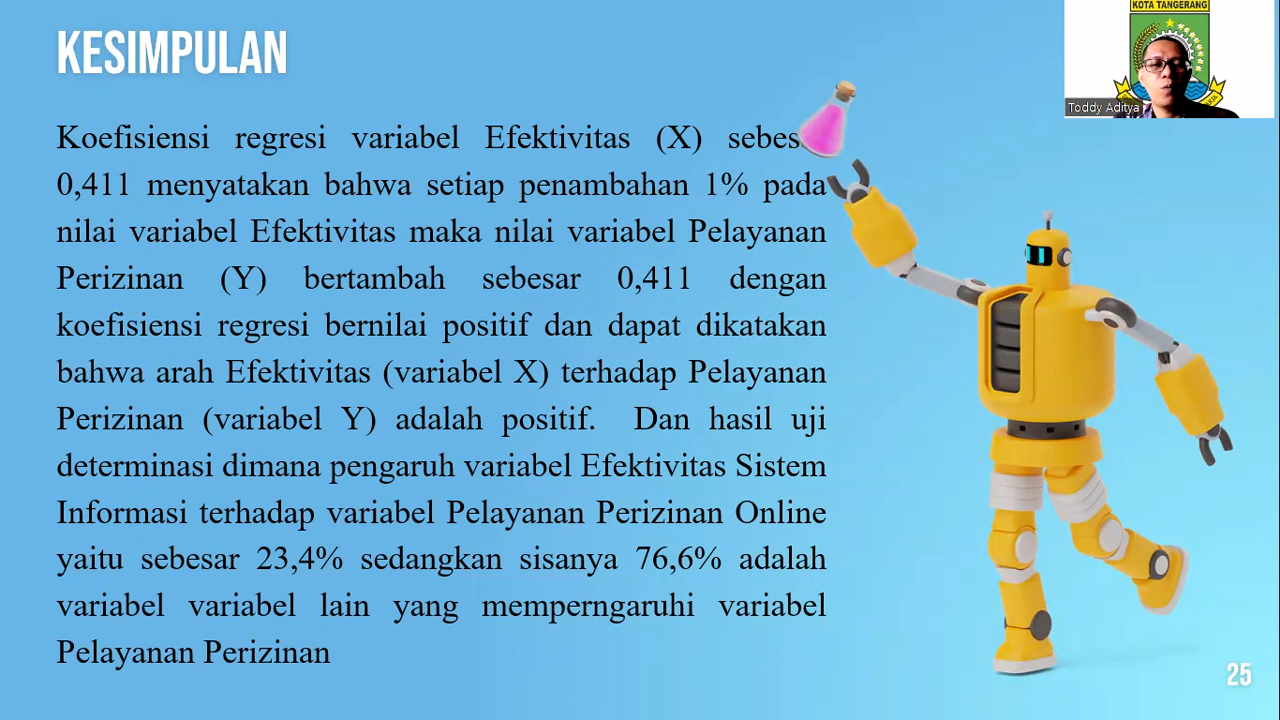 KESIMPULAN
KOTA TANGERANG
Toddy Aditya
Koefisiensi regresi variabel Efektivitas (X)
0,411 menyatakan bahwa setiap penambahan 1% pada
nilai variabel Efektivitas maka nilai variabel Pelayanan
Perizinan (Y) bertambah sebesar 0,411 dengan
koefisiensi regresi bernilai positif dan dapat dikatakan
bahwa arah Efektivitas (variabel X) terhadap Pelayanan
Perizinan (variabel Y) adalah positif. Dan hasil uji
determinasi dimana pengaruh variabel Efektivitas Sistem
Informasi terhadap variabel Pelayanan Perizinan Online
yaitu sebesar 23,4% sedangkan sisanya 76,6% adalah
variabel variabel lain yang memperngaruhi variabel
Pelayanan Perizinan
25